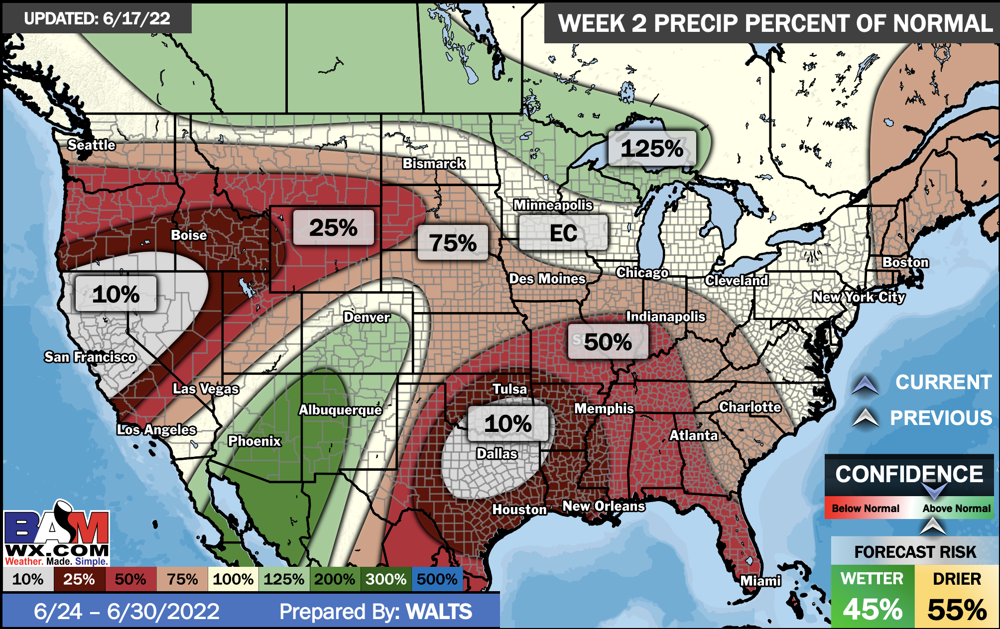 UPDATED: 6/17/22
WEEK 2 PRECIP PERCENT OF NORMAL
Seattle
125%
Bismarck
Minneapolis
25%
EC
75%
Boise
Boston
Chicago
Des Moines
Cleveland
10%
New York City
Denver
Indianapolis
50%
San Francisco
CURRENT
Las Vegas
Tulsa
Albuquerque
Memphis
Charlotte
PREVIOUS
10%
Los Angeles
Phoenix
Atlanta
Dallas
CONFIDENCE
Below Normal Above Normal
Houston
New Orleans
BAM
WX.COM
Weather. Made. Simple.
FORECAST RISK
WETTER DRIER
45% 55%
Miami
10% 25% 50% 75% 100% 125% 200% 300% 500%
6/24 – 6/30/2022 Prepared By: WALTS